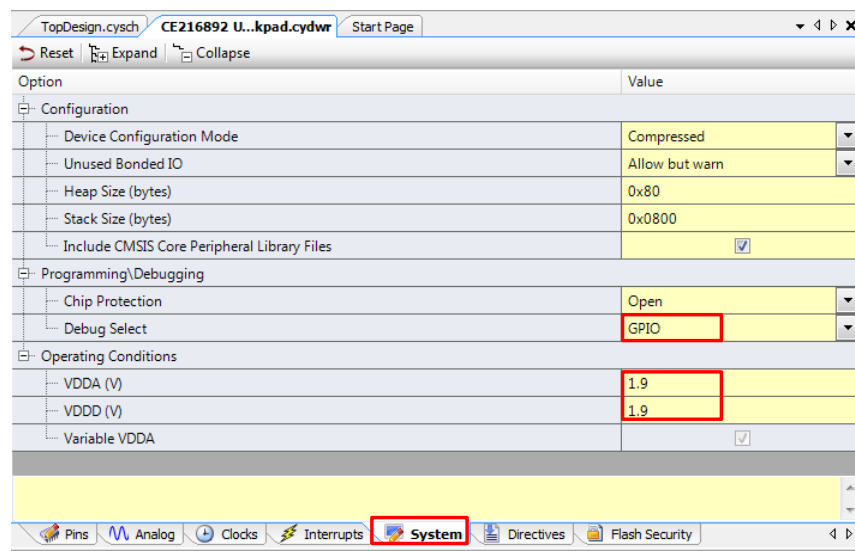 TopDesign.cysch CE216892 U...kpad.cydwr Start Page
Reset Expand Collapse
Option Value
Configuration
Device Configuration Mode Compressed
Unused Bonded IO Allow but warn
Heap Size (bytes) 0x80
Stack Size (bytes) 0x0800
Include CMSIS Core Peripheral Library Files
Programming\Debugging
Chip Protection Open
Debug Select GPIO
Operating Conditions
VDDA (V) 1.9
VDDD (V) 1.9
Variable VDDA
Pins Analog Clocks Interrupts System Directives Flash Security